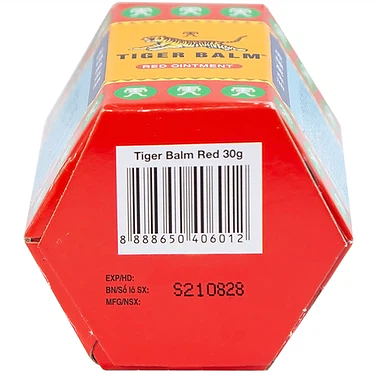 TIGER BALM
RED OINTMENT
Tiger Balm Red 30g
8 888650 406012
EXP/HD:
BN/Số lô SX: S210828
MFG/NSX: